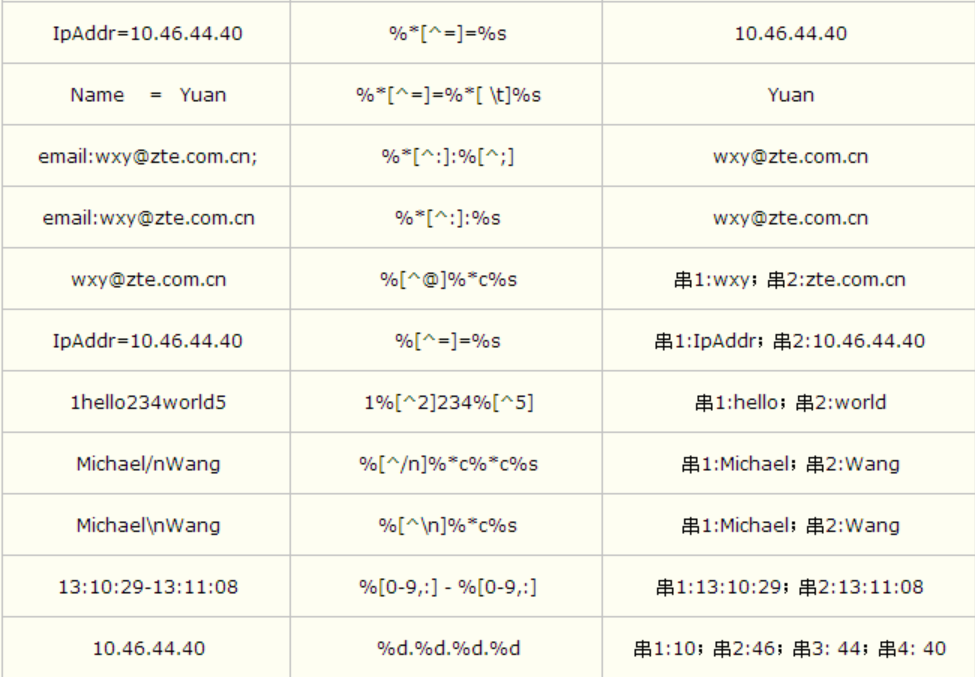 IpAddr=10.46.44.40 %*[^=]=%s 10.46.44.40
Name    =   Yuan %*[^=]=%*[ \t]%s Yuan
email:wxy@zte.com.cn; %*[^:]:%[^;] wxy@zte.com.cn
email:wxy@zte.com.cn %*[^:]:%s wxy@zte.com.cn
wxy@zte.com.cn %[^@]%*c%s 串1:wxy；串2:zte.com.cn
IpAddr=10.46.44.40 %[^=]=%s 串1:IpAddr；串2:10.46.44.40
1hello234world5 1%[^2]234%[^5] 串1:hello；串2:world
Michael/nWang %[^/n]%*c%*c%s 串1:Michael；串2:Wang
Michael\nWang %[^\n]%*c%s 串1:Michael；串2:Wang
13:10:29-13:11:08 %[0-9,:] - %[0-9,:] 串1:13:10:29；串2:13:11:08
10.46.44.40 %d.%d.%d.%d 串1:10；串2:46；串3: 44；串4: 40